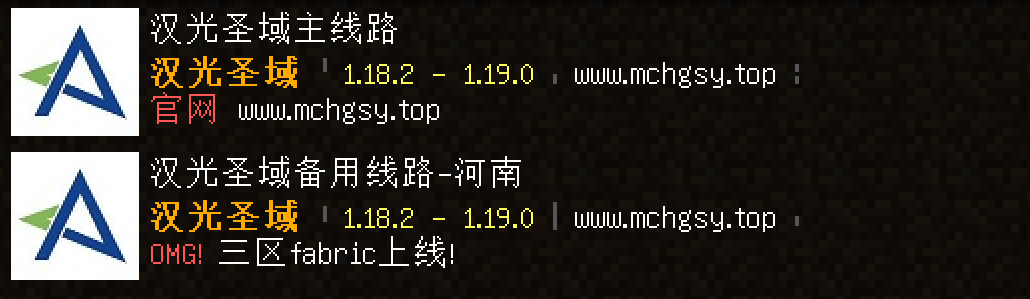 汉光圣域主线路
汉光圣域 | 1.18.2 - 1.19.0 | www.mchgsy.top |
官网 www.mchgsy.top
汉光圣域备用线路-河南
汉光圣域 | 1.18.2 - 1.19.0 | www.mchgsy.top |
OMG! 三区fabric上线!